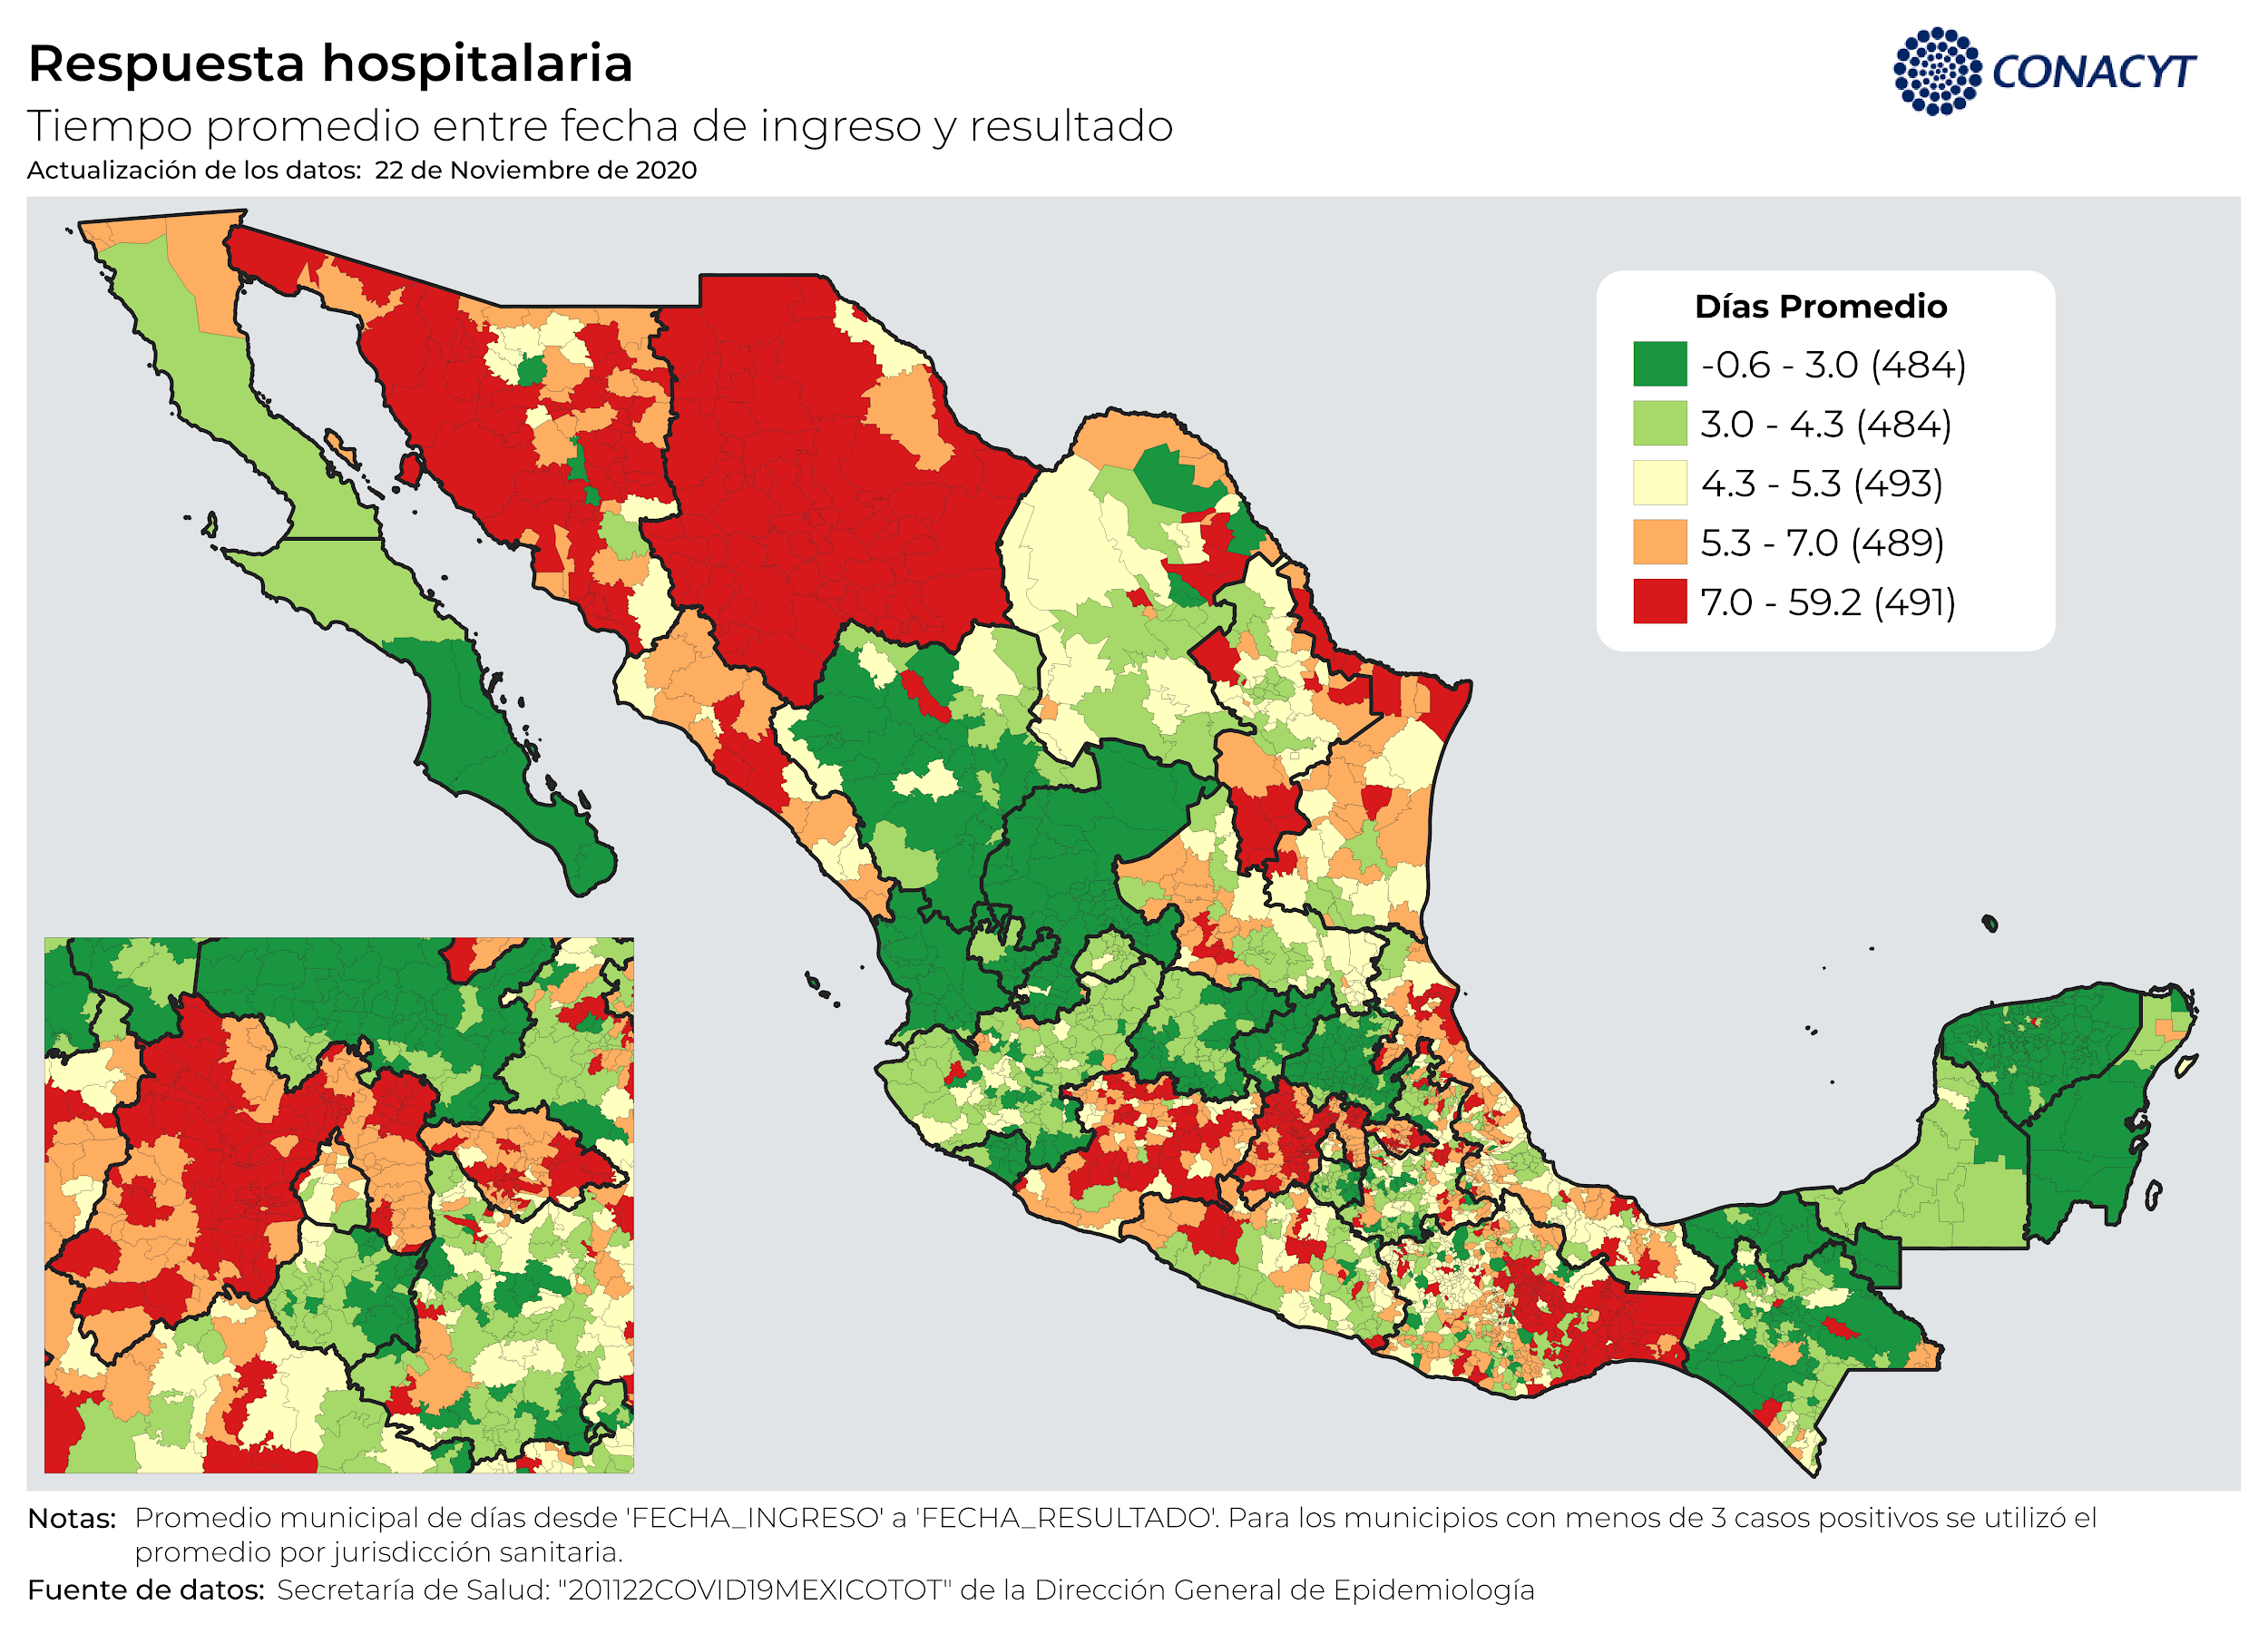 Respuesta hospitalaria
CONACYT
Tiempo promedio entre fecha de ingreso y resultado
Actualización de los datos: 22 de Noviembre de 2020
Días Promedio
-0.6 - 3.0 (484)
3.0 - 4.3 (484)
4.3 - 5.3 (493)
5.3 - 7.0 (489)
7.0 - 59.2 (491)
Notas: Promedio municipal de días desde 'FECHA_INGRESO' a 'FECHA_RESULTADO'. Para los municipios con menos de 3 casos positivos se utilizó el
promedio por jurisdicción sanitaria.
Fuente de datos: Secretaría de Salud: "201122COVID19MEXICOTOT" de la Dirección General de Epidemiología